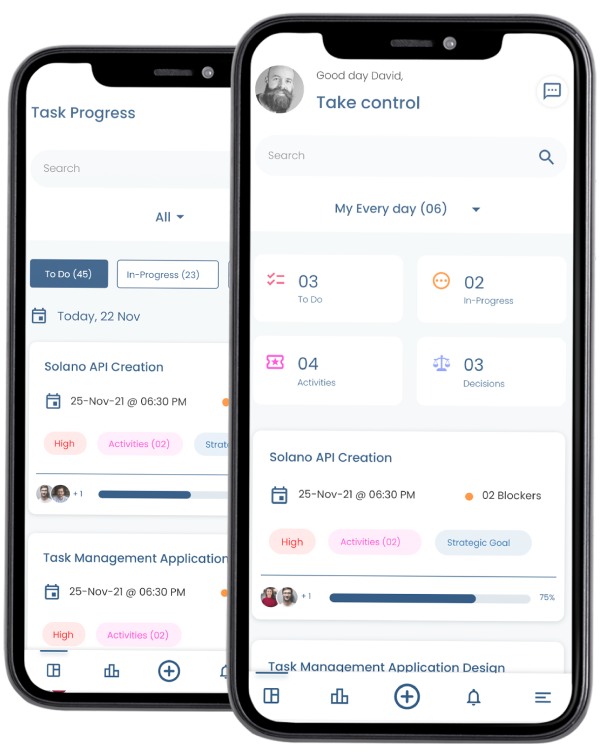 Task Progress
Search
All
To Do (45)
In-Progress (23)
Today, 22 Nov
Solano API Creation
25-Nov-21 @ 06:30 PM
High
Activities (02)
Strat
+ 1
Task Management Application
25-Nov-21 @ 06:30 PM
High
Activities (02)
Good day David,
Take control
Search
My Every day (06)
03
To Do
02
In-Progress
04
Activities
03
Decisions
Solano API Creation
25-Nov-21 @ 06:30 PM
02 Blockers
High
Activities (02)
Strategic Goal
+ 1
75%
Task Management Application Design